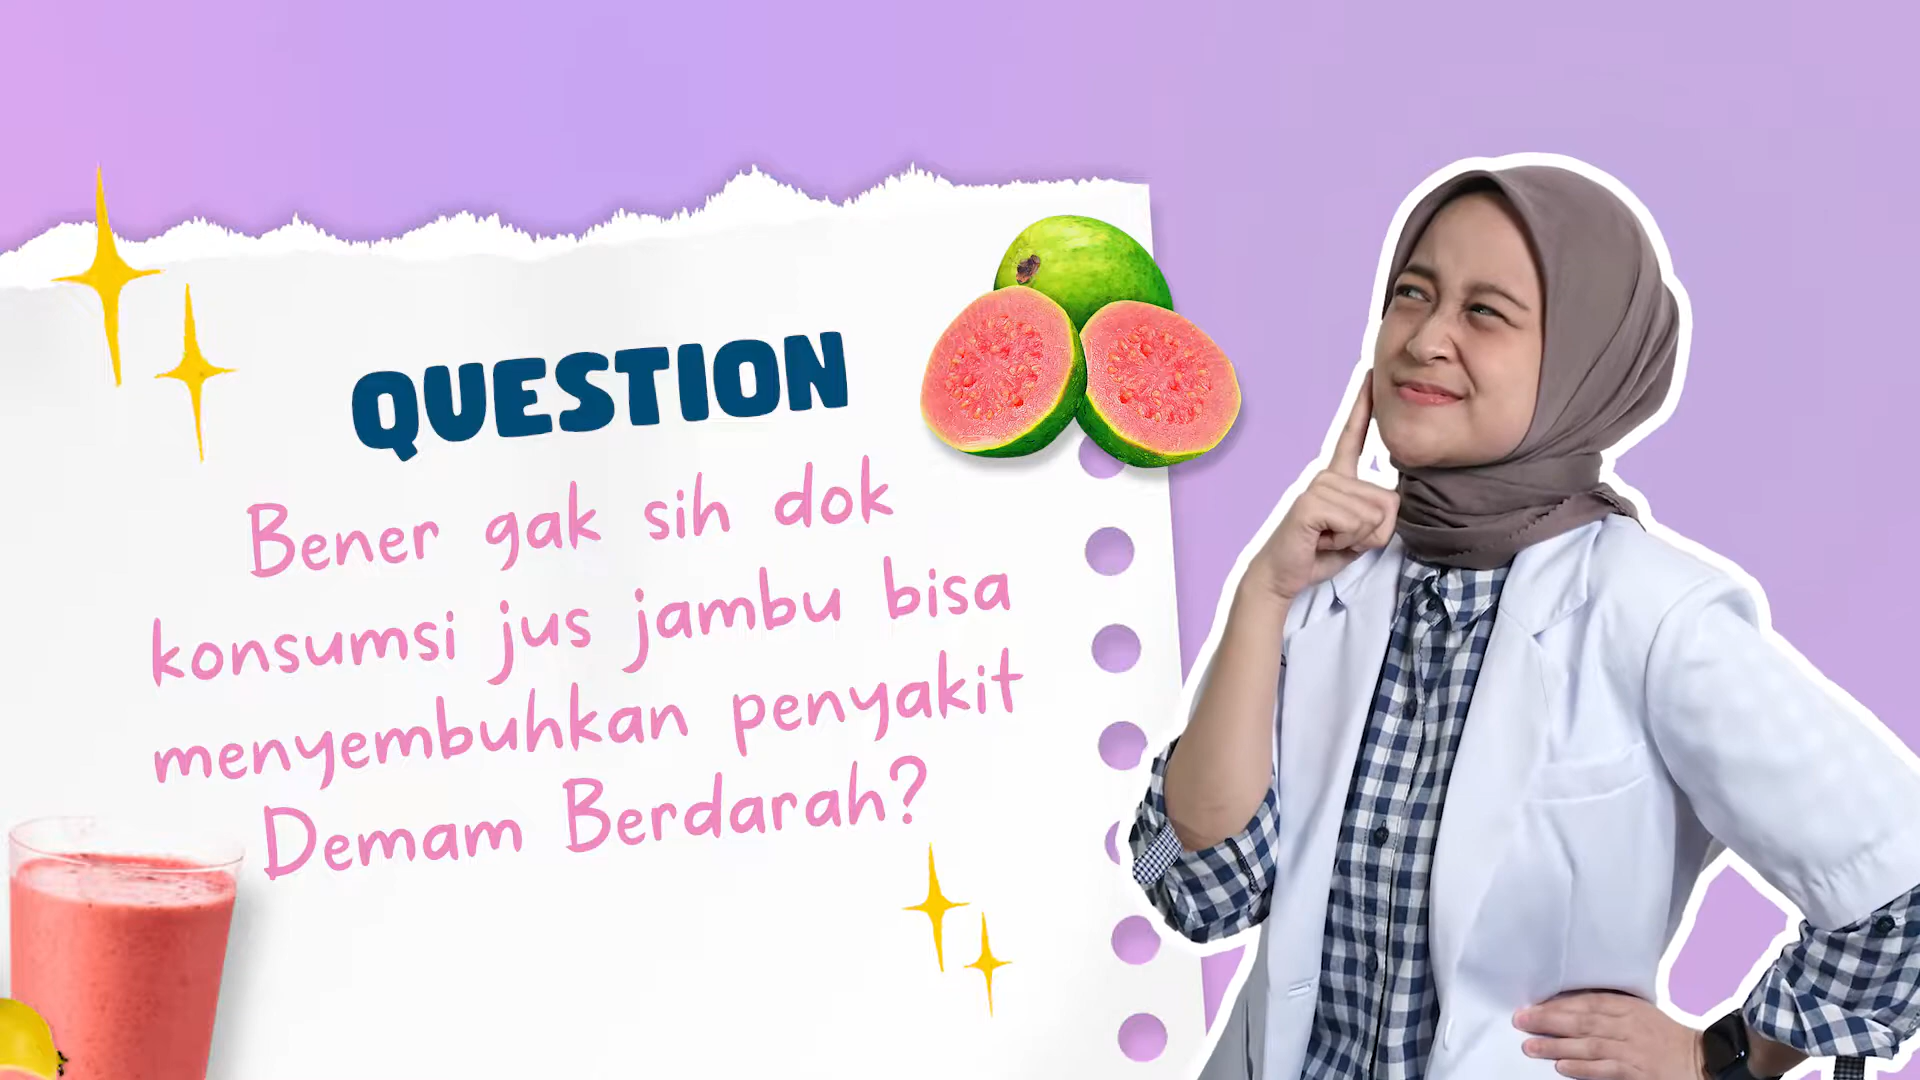 QUESTION
Bener gak sih dok
konsumsi jus jambu bisa
menyembuhkan penyakit
Demam Berdarah?